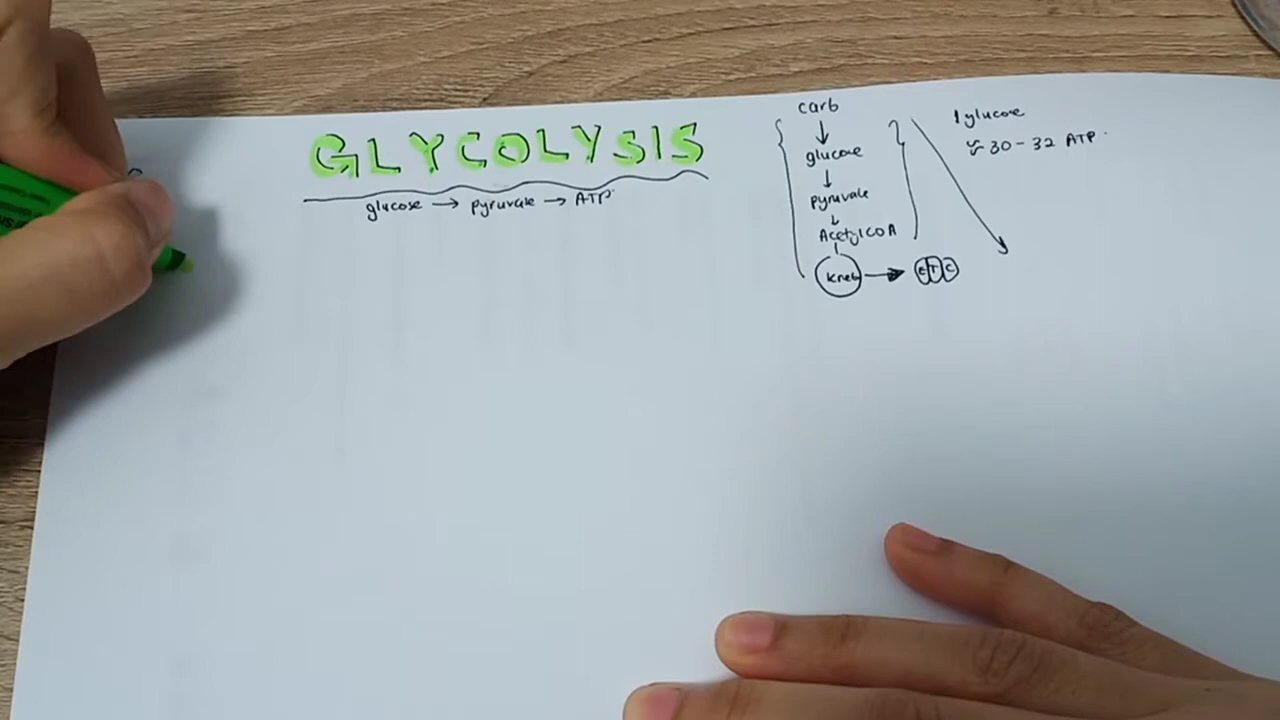 GLYCOLYSIS
glucose → pyruvate → ATP
carb
↓
glucose
↓
pyruvate
↓
Acetyl COA
Kreb → ETC
1 glucose
≈ 30 - 32 ATP